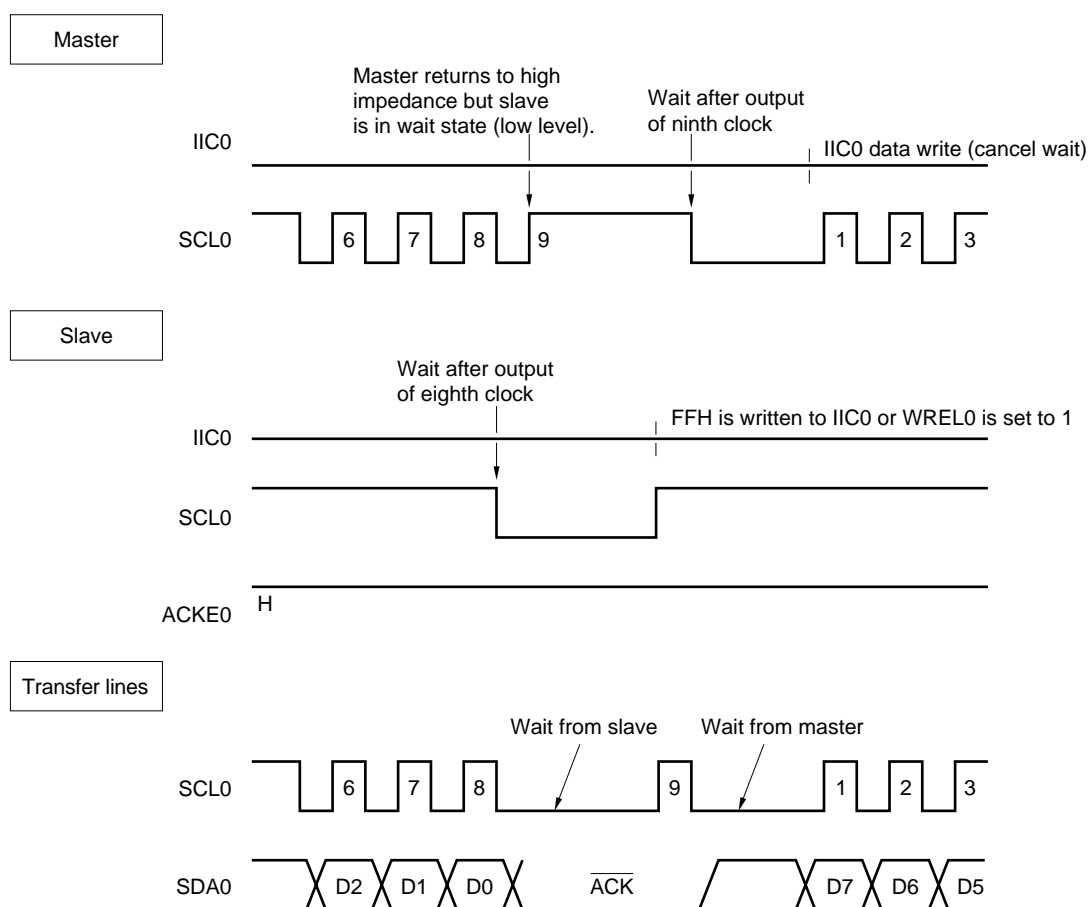 Master
Master returns to high
impedance but slave
is in wait state (low level).
Wait after output
of ninth clock
IIC0
IIC0 data write (cancel wait)
SCL0
6 7 8 9 1 2 3
Slave
Wait after output
of eighth clock
FFH is written to IIC0 or WREL0 is set to 1
IIC0
SCL0
H
ACKE0
Transfer lines
Wait from slave Wait from master
SCL0
6 7 8 9 1 2 3
SDA0
D2 D1 D0 ACK D7 D6 D5